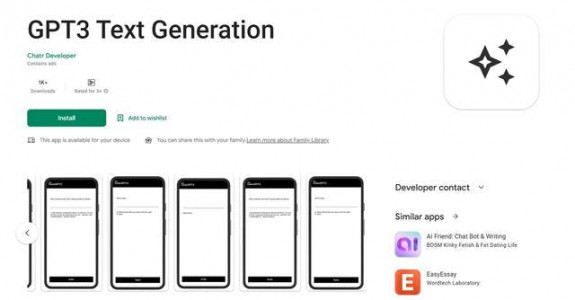 GPT3 Text Generation
Chatr Developer
Contains ads
1K+
Downloads
Rated for 3+
Install
Add to wishlist
This app is available for your device
You can share this with your family. Learn more about Family Library
Developer contact
Similar apps
AI Friend: Chat Bot & Writing
BDSM Kinky Fetish & Fet Dating Life
EasyEssay
Wordtech Laboratory